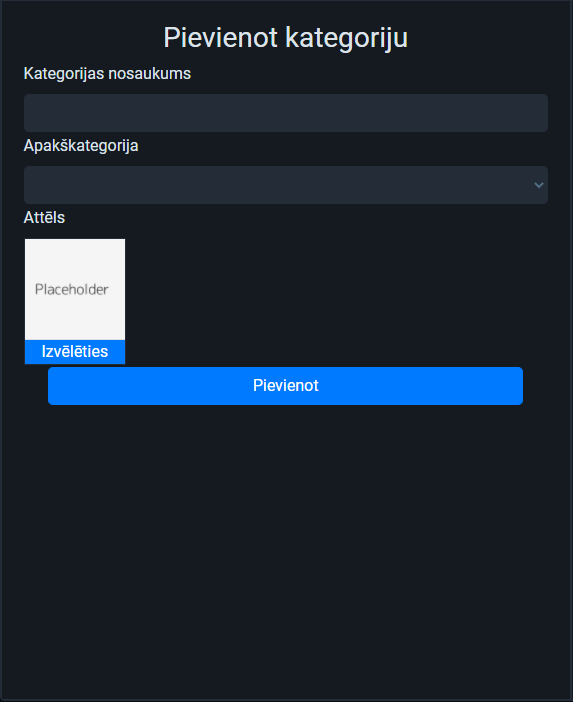 Pievienot kategoriju
Kategorijas nosaukums
Apakškategorija
Attēls
Placeholder
Izvēlēties
Pievienot